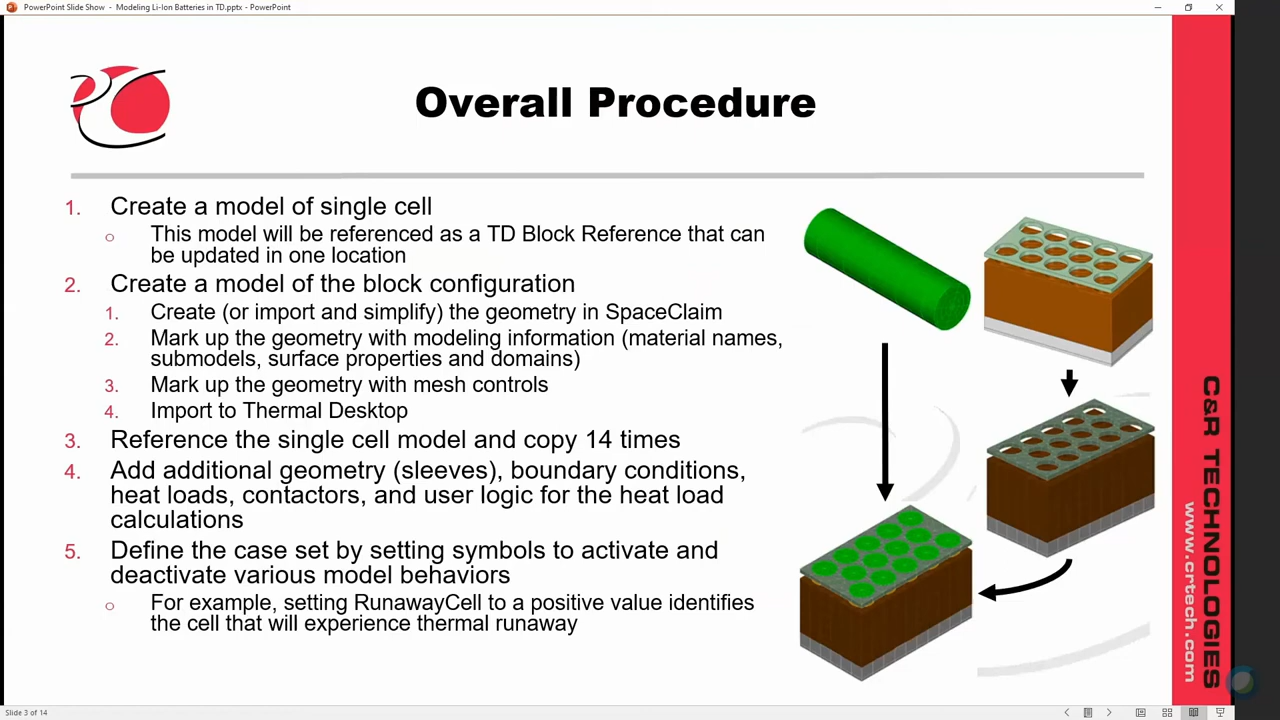 PowerPoint Slide Show - Modeling Li-Ion Batteries in TD.pptx - PowerPoint
Overall Procedure
1. Create a model of single cell
o This model will be referenced as a TD Block Reference that can
be updated in one location
2. Create a model of the block configuration
1. Create (or import and simplify) the geometry in SpaceClaim
2. Mark up the geometry with modeling information (material names,
submodels, surface properties and domains)
3. Mark up the geometry with mesh controls
4. Import to Thermal Desktop
3. Reference the single cell model and copy 14 times
4. Add additional geometry (sleeves), boundary conditions,
heat loads, contactors, and user logic for the heat load
calculations
5. Define the case set by setting symbols to activate and
deactivate various model behaviors
o For example, setting RunawayCell to a positive value identifies
the cell that will experience thermal runaway
C&R TECHNOLOGIES
www.crtech.com
Slide 3 of 14